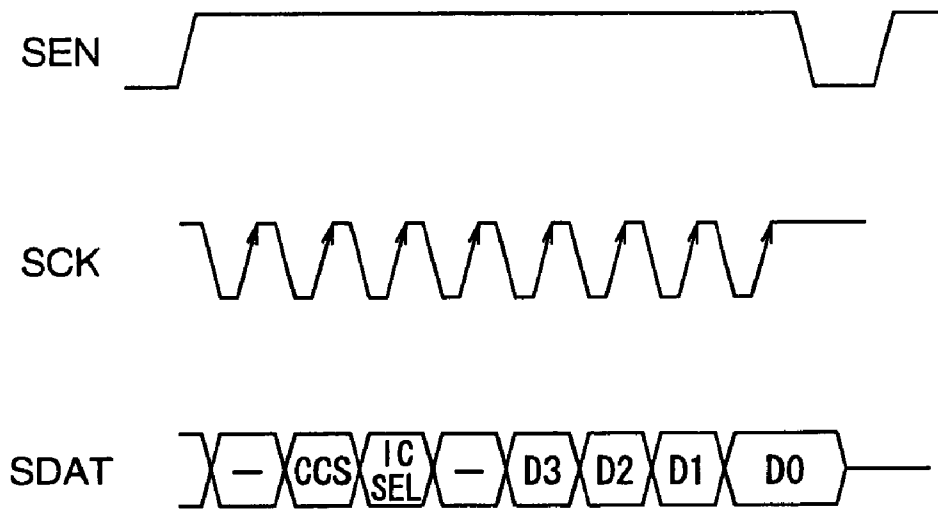 SEN
SCK
SDAT
— CCS IC SEL — D3 D2 D1 D0